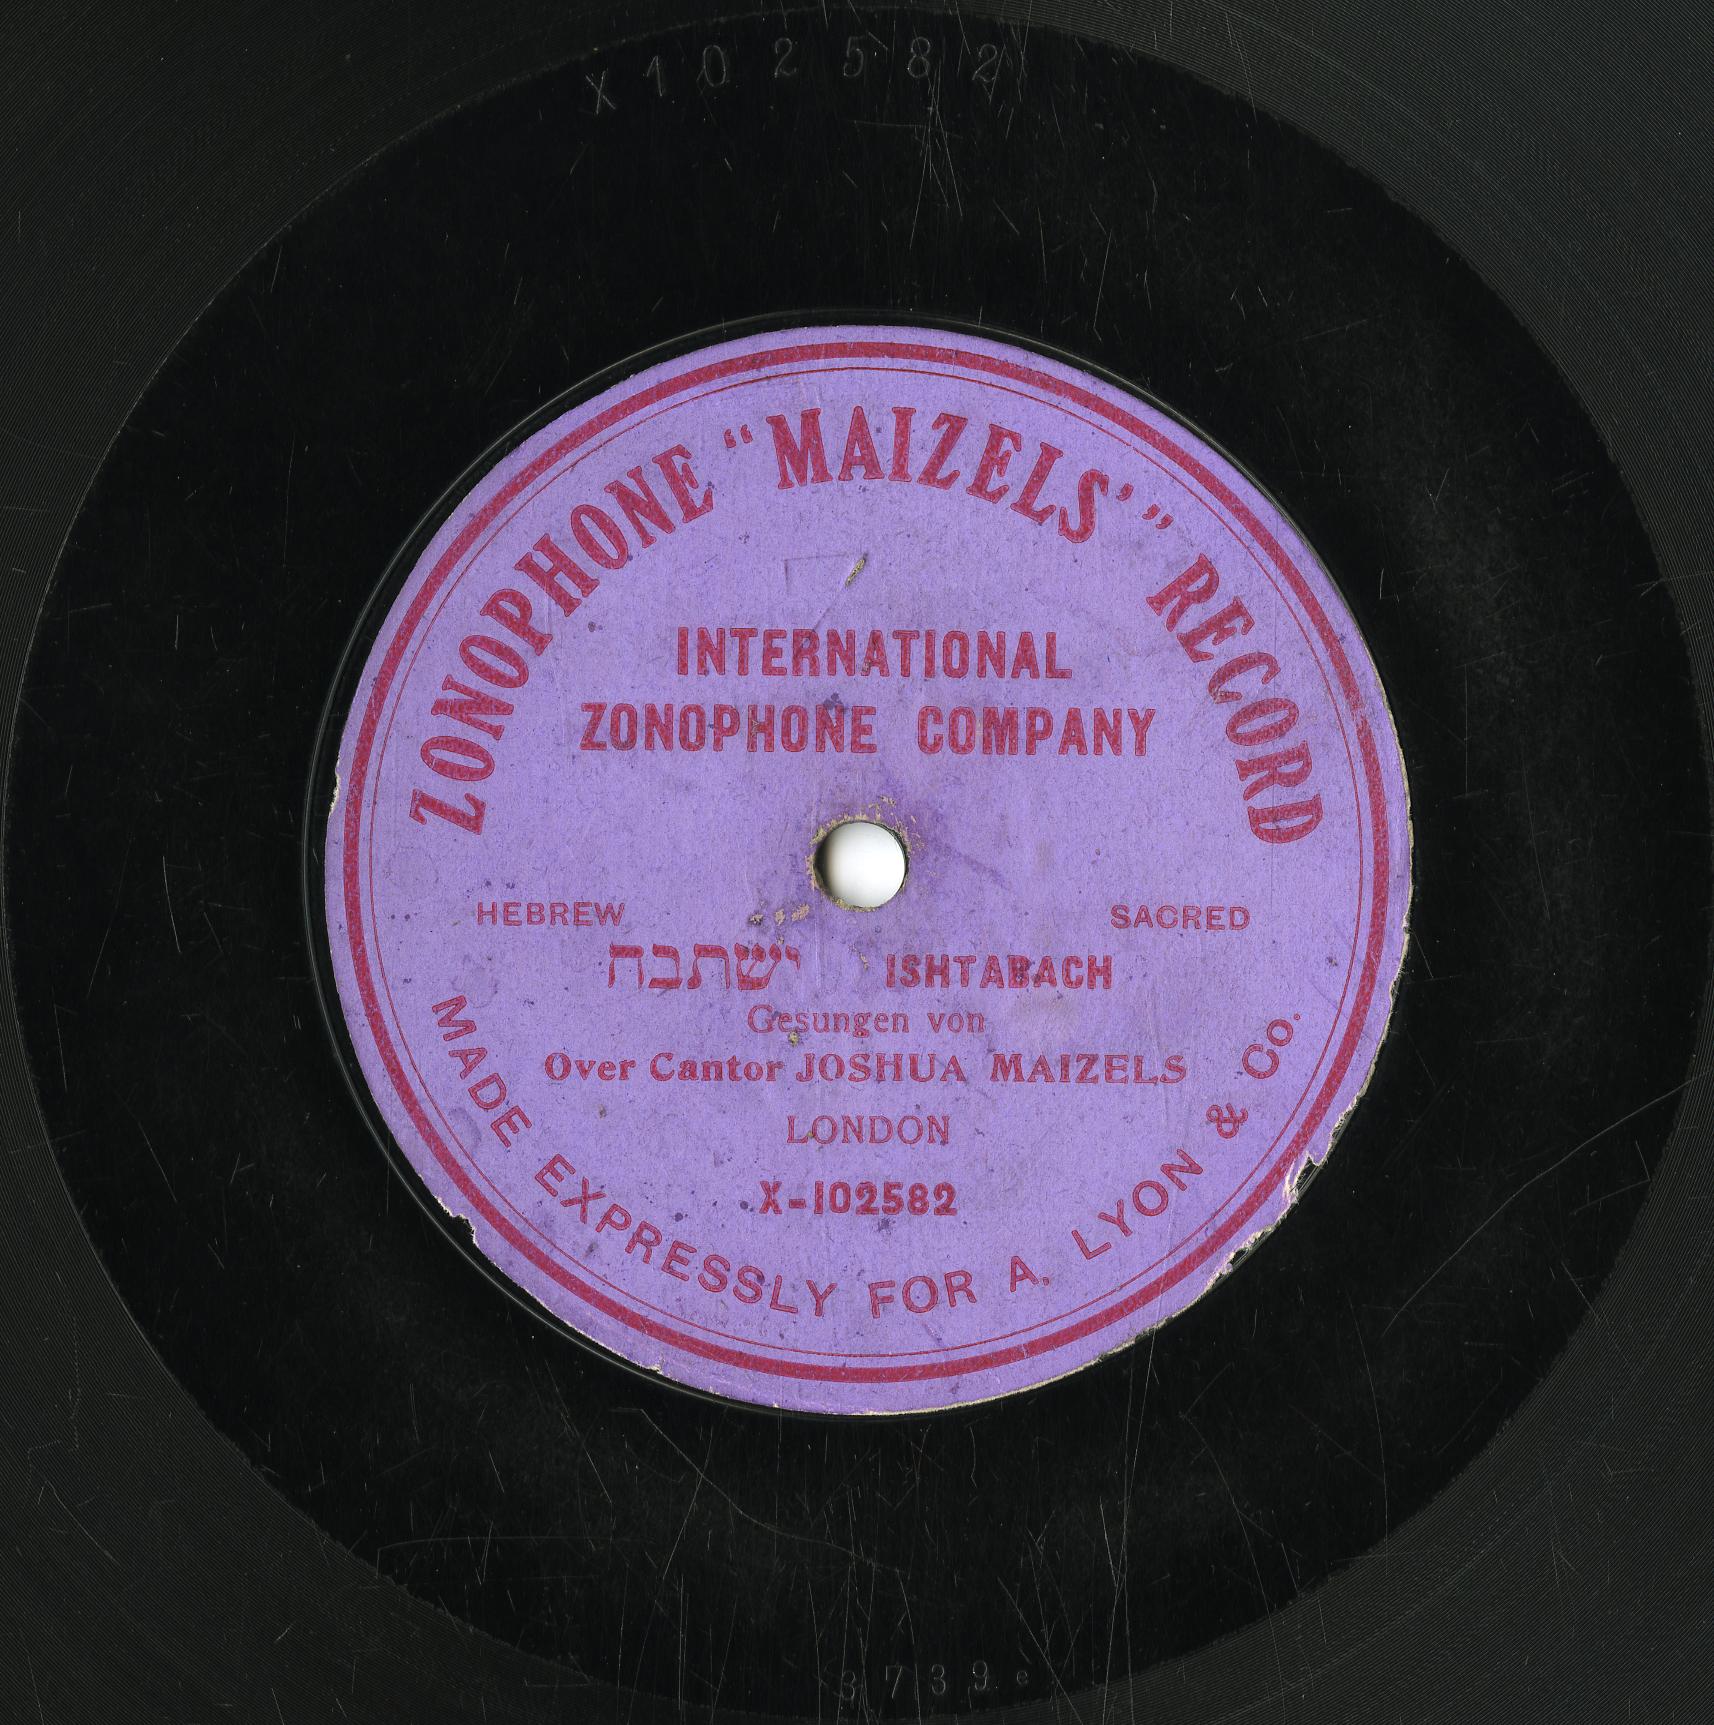 X102582
ZONOPHONE “MAIZELS’” RECORD
INTERNATIONAL
ZONOPHONE COMPANY
HEBREW SACRED
ישתבח ISHTABACH
Gesungen von
Over Cantor JOSHUA MAIZELS
LONDON
X-102582
MADE EXPRESSLY FOR A. LYON & Co.
3739e